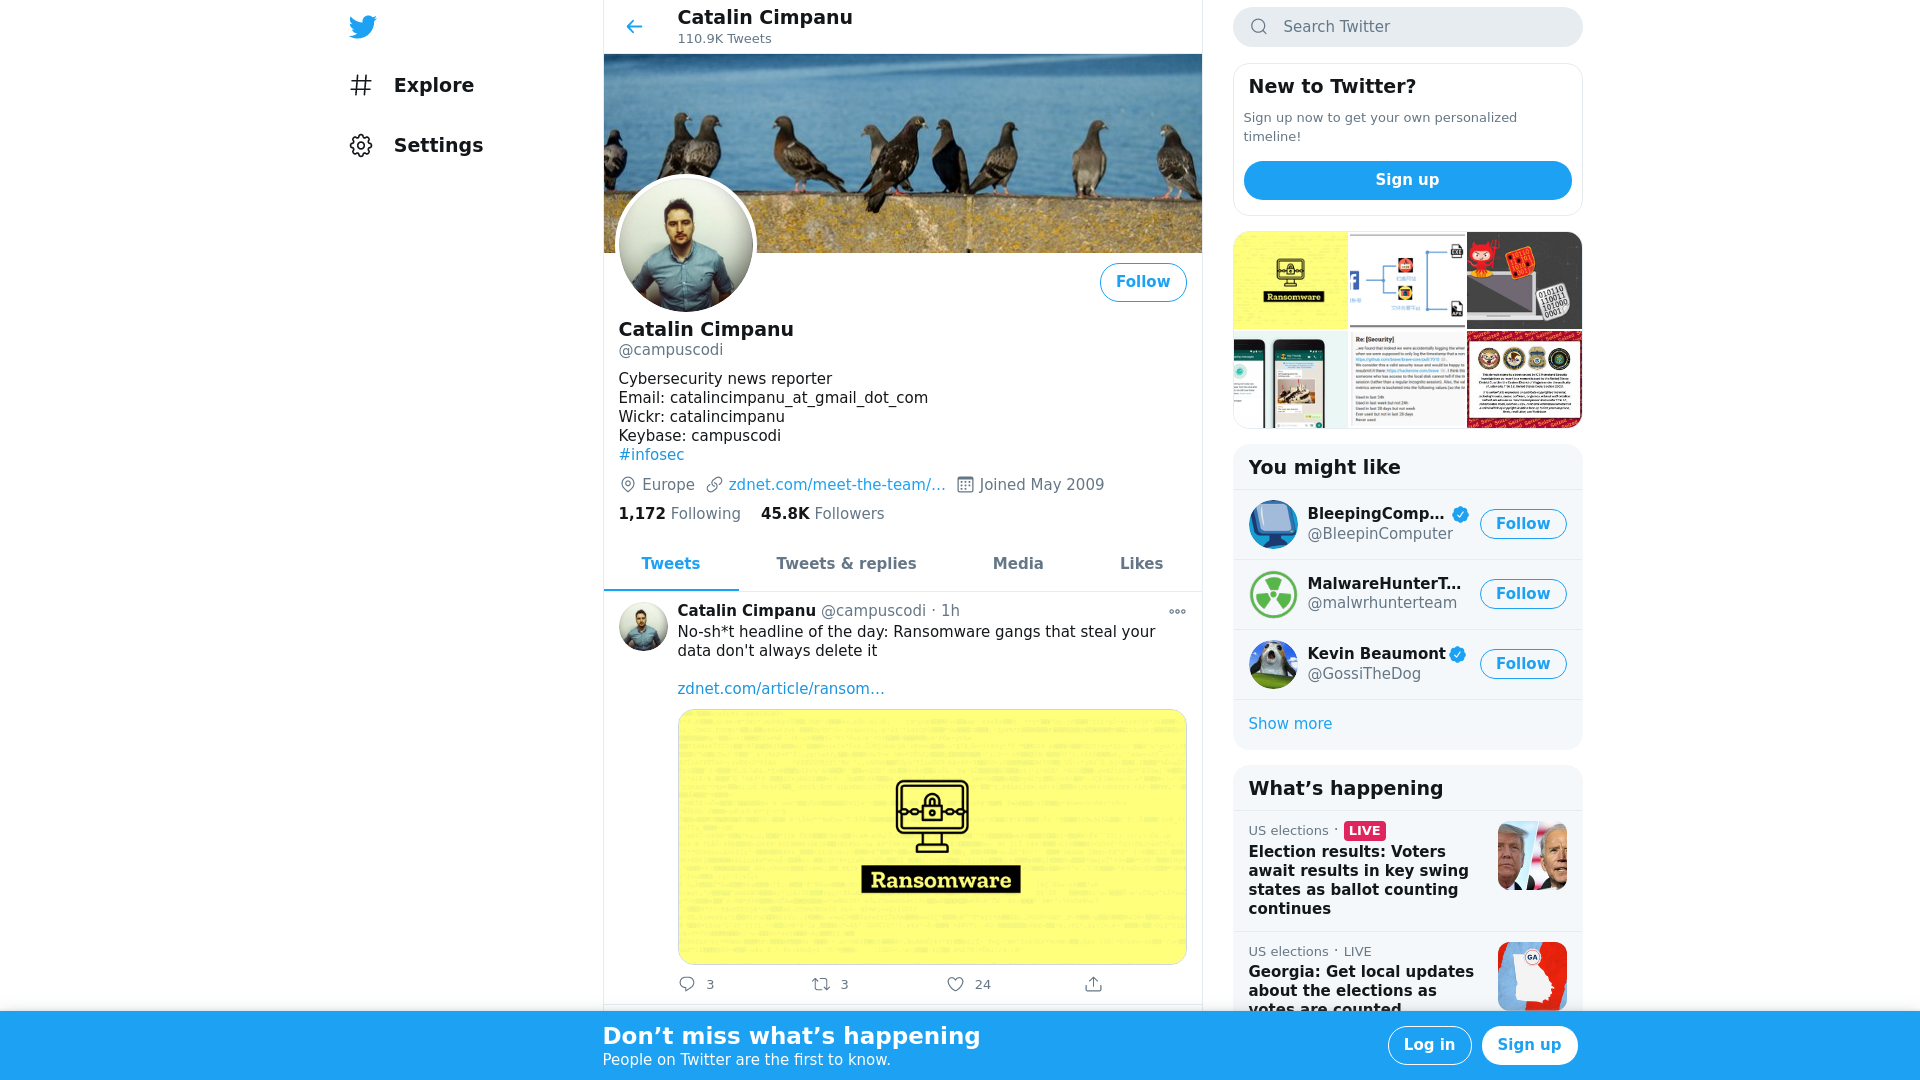 Explore
Settings
Catalin Cimpanu
110.9K Tweets
Follow
Catalin Cimpanu
@campuscodi
Cybersecurity news reporter
Email: catalincimpanu_at_gmail_dot_com
Wickr: catalincimpanu
Keybase: campuscodi
#infosec
Europe zdnet.com/meet-the-team/… Joined May 2009
1,172 Following 45.8K Followers
Tweets Tweets & replies Media Likes
Catalin Cimpanu @campuscodi · 1h
No-sh*t headline of the day: Ransomware gangs that steal your
data don't always delete it
zdnet.com/article/ransom…
Ransomware
3 3 24
Search Twitter
New to Twitter?
Sign up now to get your own personalized
timeline!
Sign up
Ransomware
Re: [Security]
You might like
BleepingComp…
@BleepinComputer
Follow
MalwareHunterT…
@malwrhunterteam
Follow
Kevin Beaumont
@GossiTheDog
Follow
Show more
What’s happening
US elections · LIVE
Election results: Voters
await results in key swing
states as ballot counting
continues
US elections · LIVE
GA
Georgia: Get local updates
about the elections as
votes are counted
Don’t miss what’s happening
People on Twitter are the first to know.
Log in
Sign up